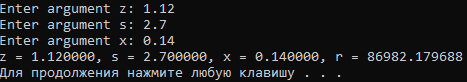 Enter argument z: 1.12
Enter argument s: 2.7
Enter argument x: 0.14
z = 1.120000, s = 2.700000, x = 0.140000, r = 86982.179688
Для продолжения нажмите любую клавишу . . .